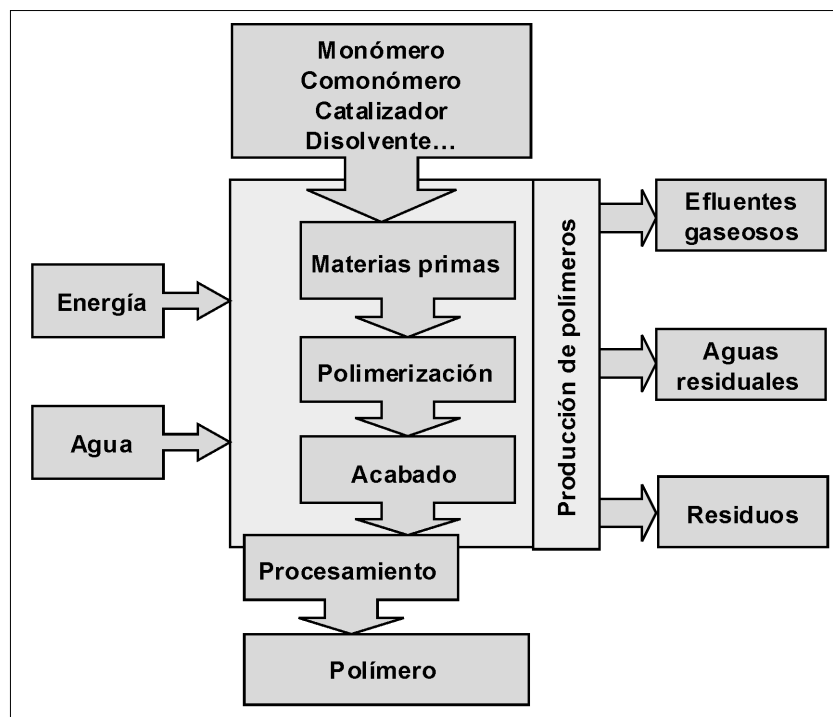 Monómero
Comonómero
Catalizador
Disolvente…
Materias primas
Energía
Polimerización
Agua
Acabado
Procesamiento
Polímero
Producción de polímeros
Efluentes
gaseosos
Aguas
residuales
Residuos